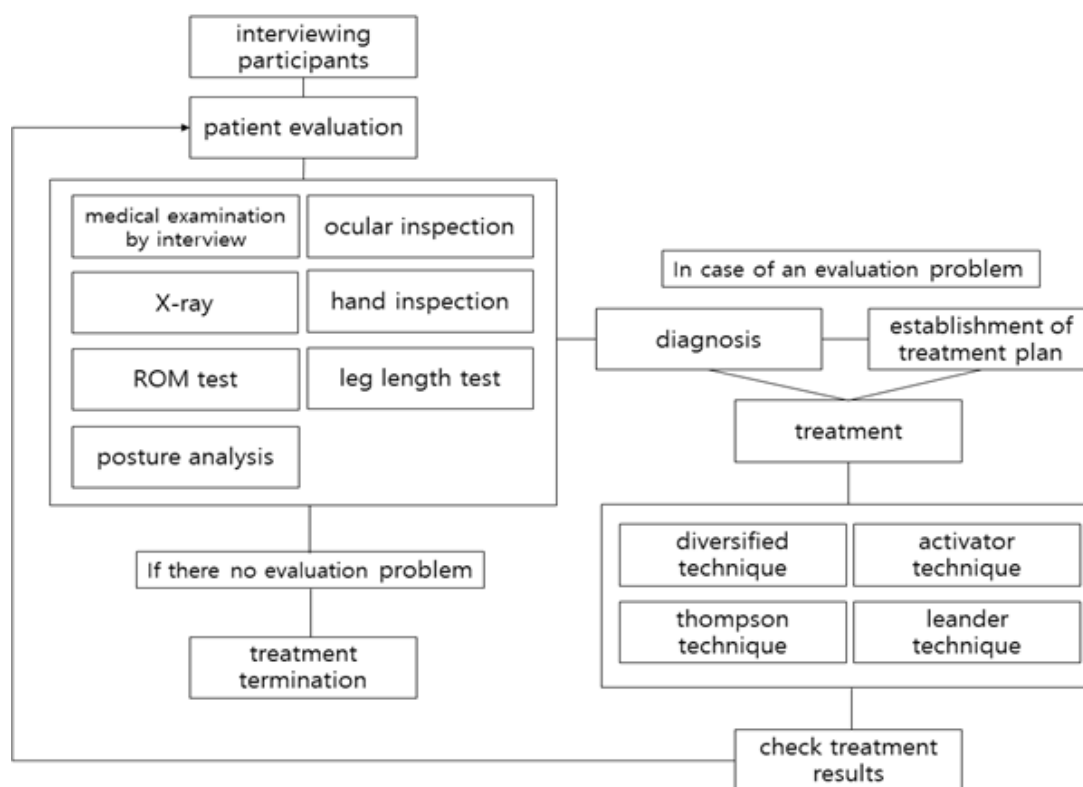 interviewing
participants
patient evaluation
medical examination
by interview
ocular inspection
X-ray
hand inspection
ROM test
leg length test
posture analysis
If there no evaluation problem
treatment
termination
In case of an evaluation problem
diagnosis
establishment of
treatment plan
treatment
diversified
technique
activator
technique
thompson
technique
leander
technique
check treatment
results